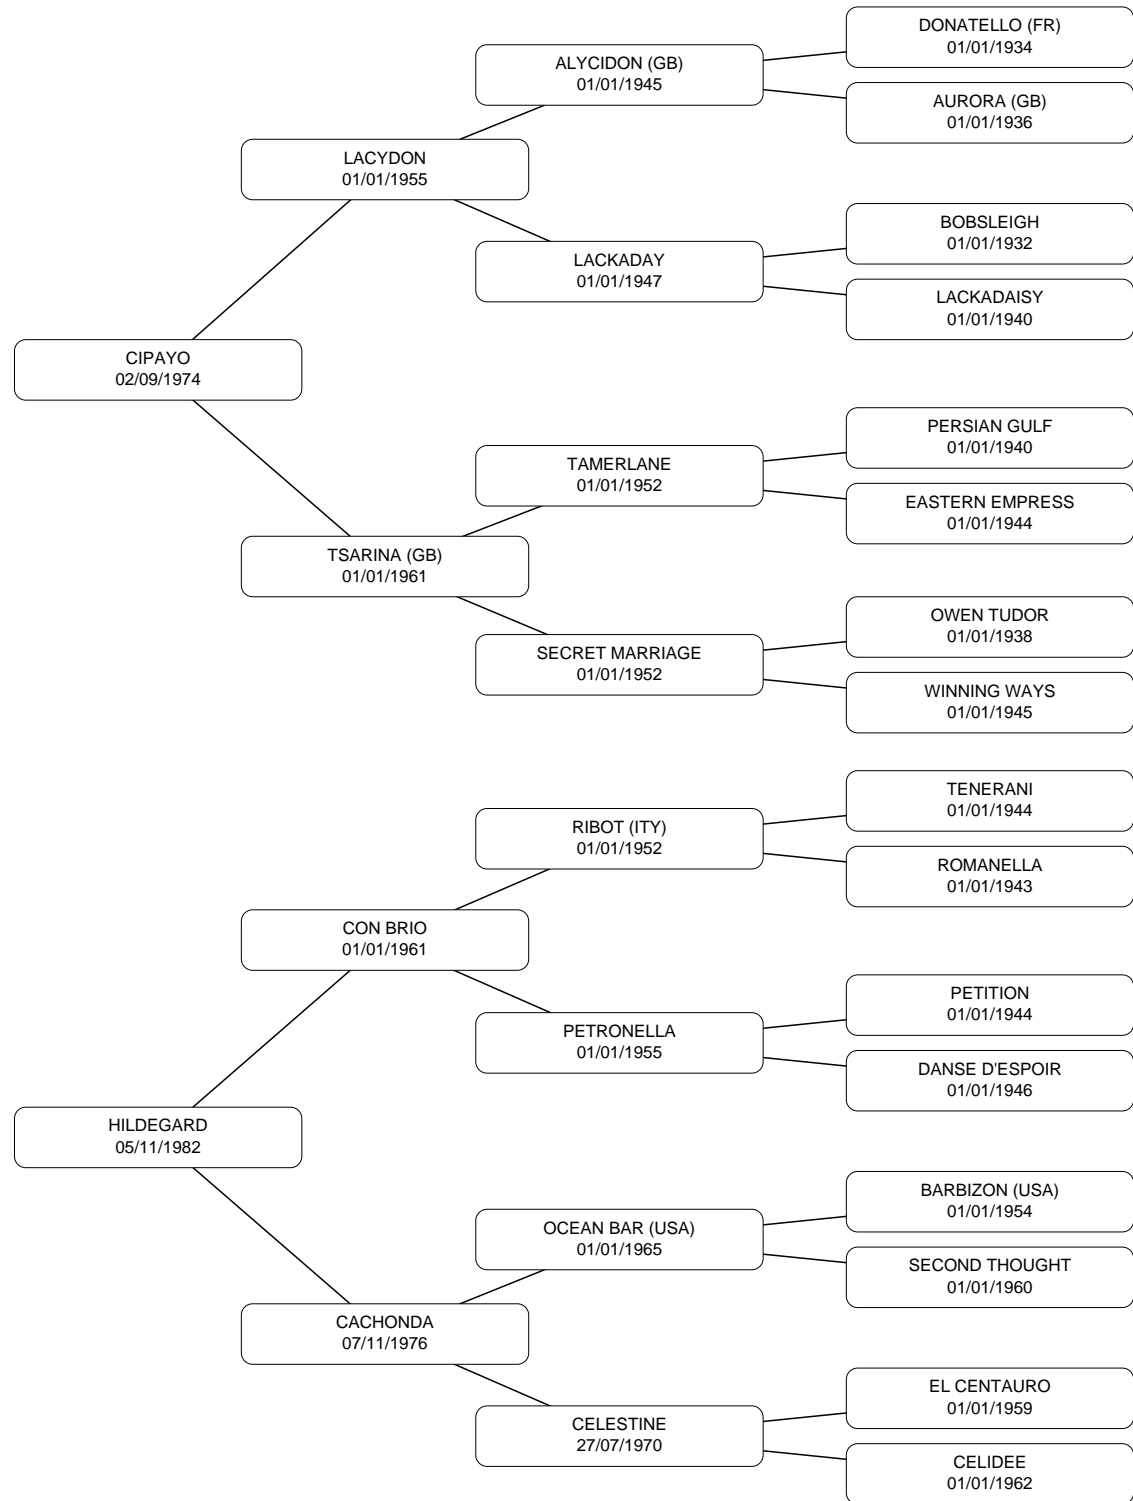 DONATELLO (FR)
01/01/1934
ALYCIDON (GB)
01/01/1945
AURORA (GB)
01/01/1936
LACYDON
01/01/1955
BOBSLEIGH
01/01/1932
LACKADAY
01/01/1947
LACKADAISY
01/01/1940
CIPAYO
02/09/1974
PERSIAN GULF
01/01/1940
TAMERLANE
01/01/1952
EASTERN EMPRESS
01/01/1944
TSARINA (GB)
01/01/1961
OWEN TUDOR
01/01/1938
SECRET MARRIAGE
01/01/1952
WINNING WAYS
01/01/1945
TENERANI
01/01/1944
RIBOT (ITY)
01/01/1952
ROMANELLA
01/01/1943
CON BRIO
01/01/1961
PETITION
01/01/1944
PETRONELLA
01/01/1955
DANSE D'ESPOIR
01/01/1946
HILDEGARD
05/11/1982
BARBIZON (USA)
01/01/1954
OCEAN BAR (USA)
01/01/1965
SECOND THOUGHT
01/01/1960
CACHONDA
07/11/1976
EL CENTAURO
01/01/1959
CELESTINE
27/07/1970
CELIDEE
01/01/1962